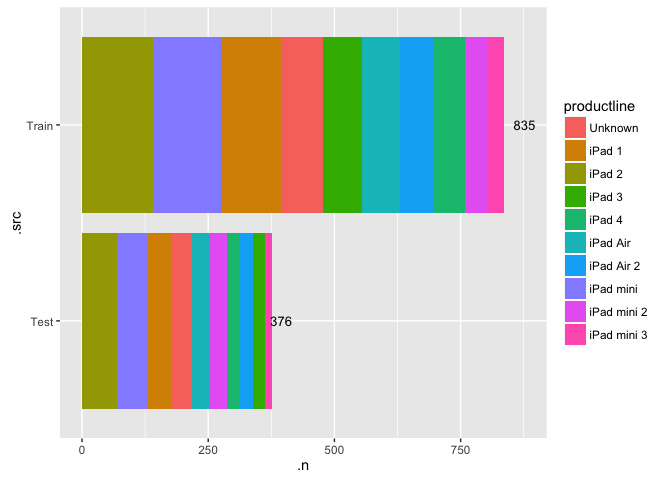 productline
Unknown
iPad 1
iPad 2
iPad 3
iPad 4
iPad Air
iPad Air 2
iPad mini
iPad mini 2
iPad mini 3
.src
Train
835
Test
376
0 250 500 750
.n